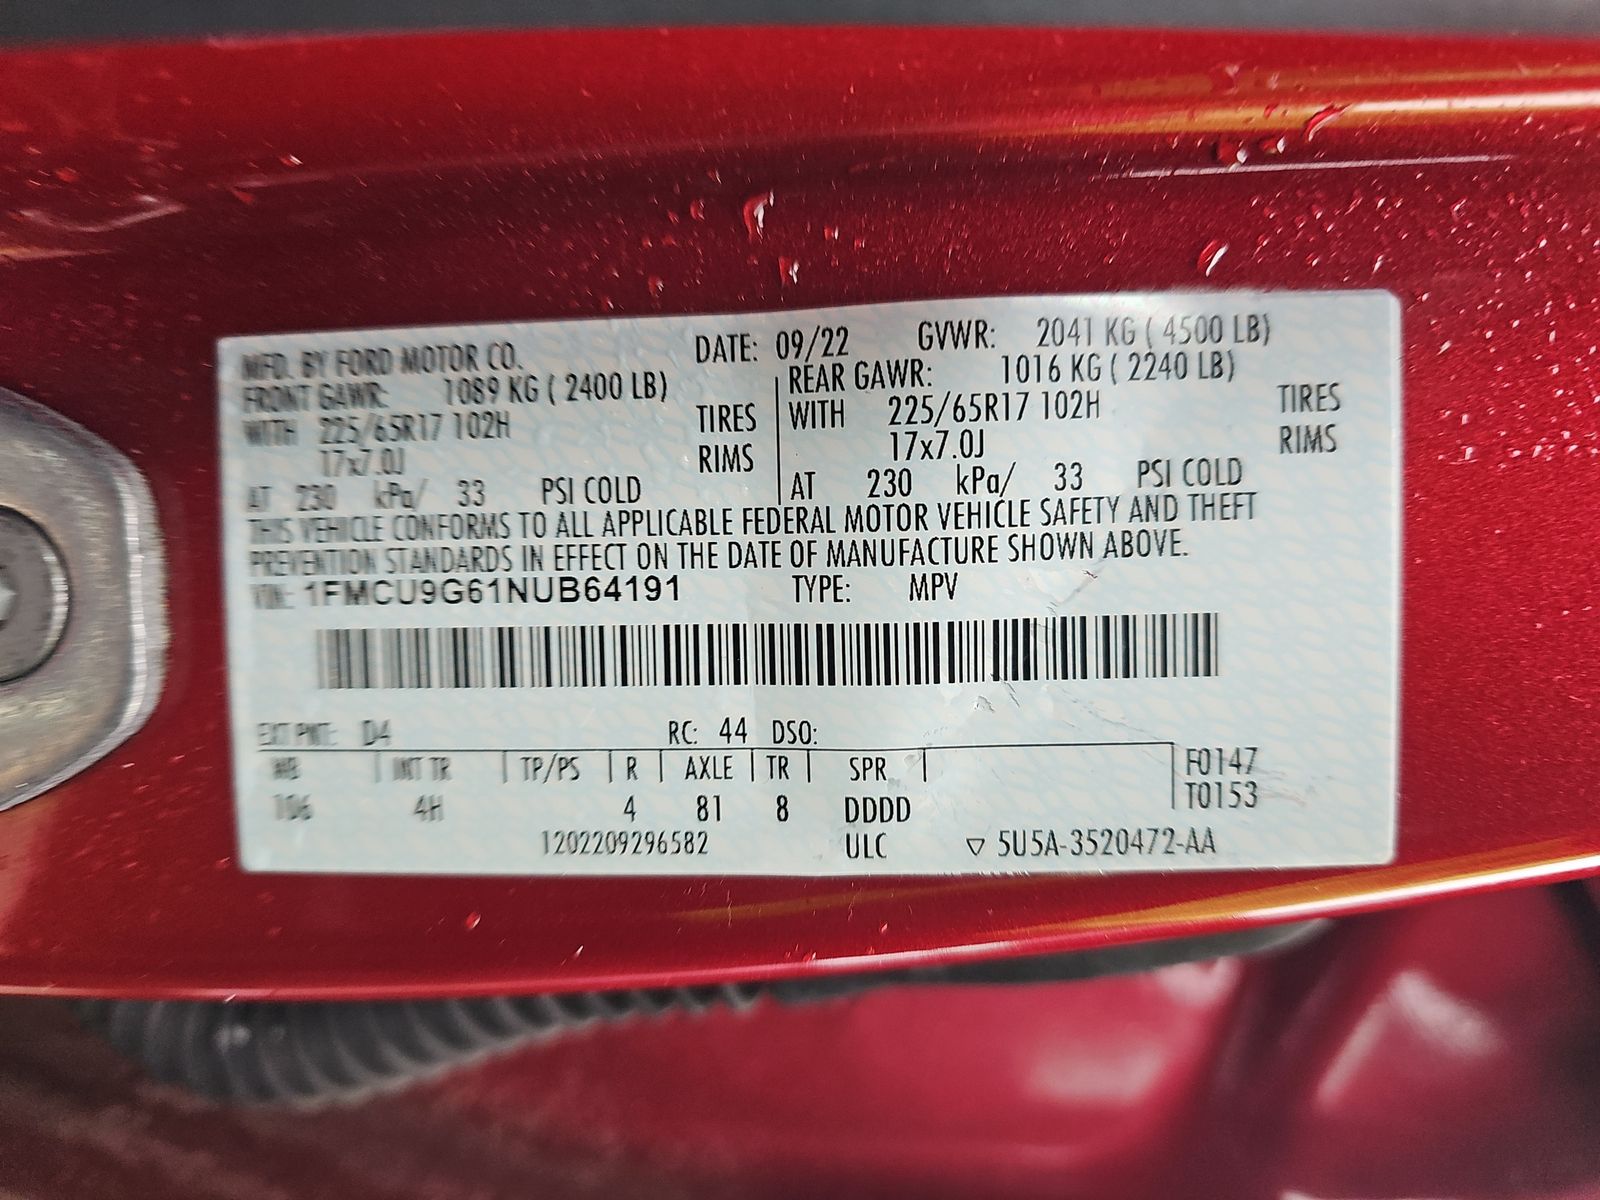 MFD. BY FORD MOTOR CO. DATE: 09/22 GVWR: 2041 KG ( 4500 LB)
FRONT GAWR: 1089 KG ( 2400 LB) REAR GAWR: 1016 KG ( 2240 LB)
WITH 225/65R17 102H TIRES WITH 225/65R17 102H TIRES
17x7.0J RIMS 17x7.0J RIMS
AT 230 kPa/ 33 PSI COLD AT 230 kPa/ 33 PSI COLD
THIS VEHICLE CONFORMS TO ALL APPLICABLE FEDERAL MOTOR VEHICLE SAFETY AND THEFT
PREVENTION STANDARDS IN EFFECT ON THE DATE OF MANUFACTURE SHOWN ABOVE.
VIN: 1FMCU9G61NUB64191 TYPE: MPV
EXT PNT: D4 RC: 44 DSO:
WB INT TR TP/PS R AXLE TR SPR F0147
106 4H 4 81 8 DDDD T0153
1202209296582 ULC ▽ 5U5A-3520472-AA